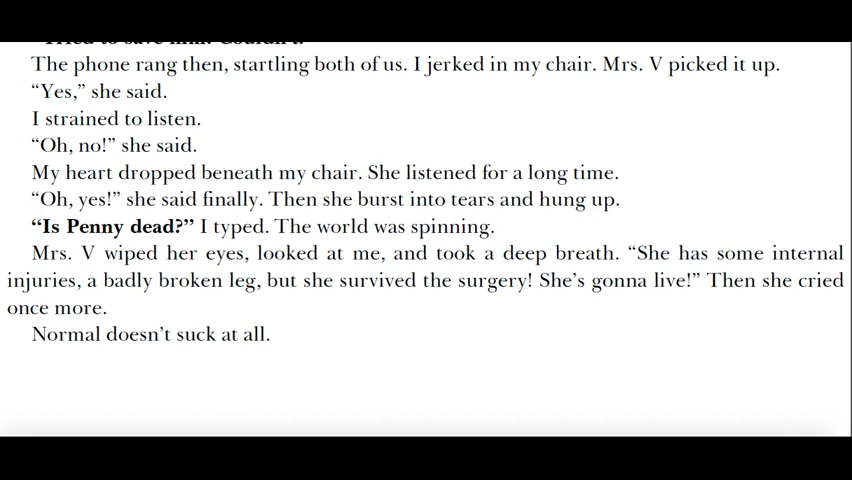 The phone rang then, startling both of us. I jerked in my chair. Mrs. V picked it up.
“Yes,” she said.
I strained to listen.
“Oh, no!” she said.
My heart dropped beneath my chair. She listened for a long time.
“Oh, yes!” she said finally. Then she burst into tears and hung up.
“Is Penny dead?” I typed. The world was spinning.
Mrs. V wiped her eyes, looked at me, and took a deep breath. “She has some internal
injuries, a badly broken leg, but she survived the surgery! She’s gonna live!” Then she cried
once more.
Normal doesn’t suck at all.